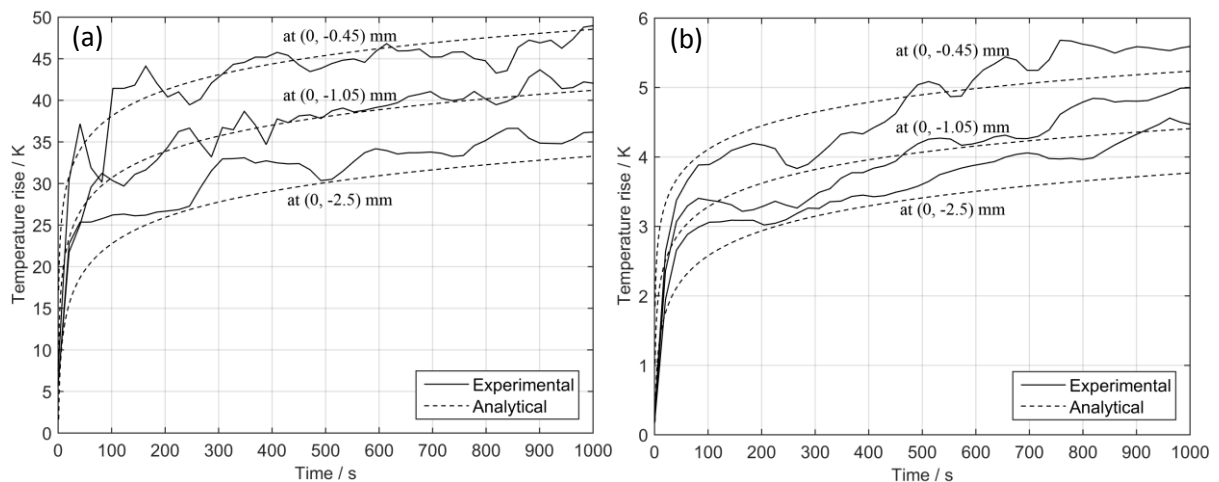 (a)
50
45
40
35
30
25
20
15
10
5
0
Temperature rise / K
at (0, -0.45) mm
at (0, -1.05) mm
at (0, -2.5) mm
Experimental
Analytical
0 100 200 300 400 500 600 700 800 900 1000
Time / s
(b)
6
5
4
3
2
1
0
Temperature rise / K
at (0, -0.45) mm
at (0, -1.05) mm
at (0, -2.5) mm
Experimental
Analytical
0 100 200 300 400 500 600 700 800 900 1000
Time / s